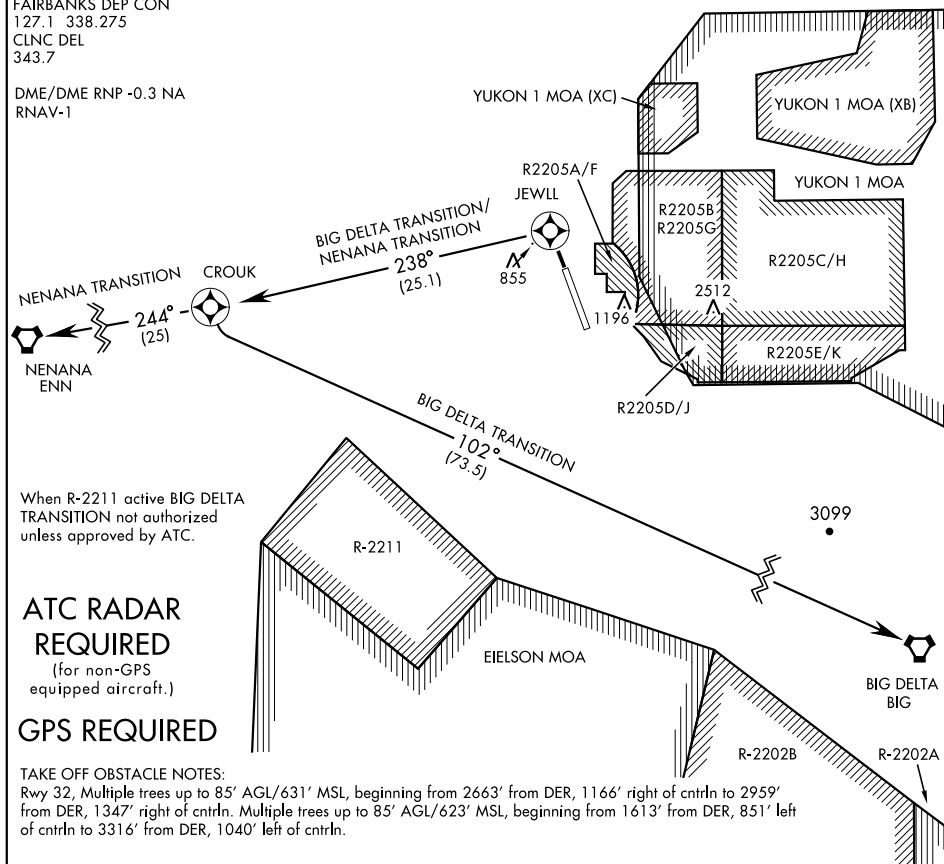 FAIRBANKS DEP CON
127.1 338.275
CLNC DEL
343.7
DME/DME RNP -0.3 NA
RNAV-1
YUKON 1 MOA (XC)
YUKON 1 MOA (XB)
R2205A/F
YUKON 1 MOA
JEWLL
R2205B
R2205G
R2205C/H
BIG DELTA TRANSITION/
NENANA TRANSITION
238°
(25.1)
855
1196
2512
NENANA TRANSITION
CROUK
244°
(25)
NENANA
ENN
R2205E/K
R2205D/J
BIG DELTA TRANSITION
102°
(73.5)
When R-2211 active BIG DELTA
TRANSITION not authorized
unless approved by ATC.
R-2211
3099
ATC RADAR
REQUIRED
(for non-GPS
equipped aircraft.)
EIELSON MOA
BIG DELTA
BIG
GPS REQUIRED
R-2202B
R-2202A
TAKE OFF OBSTACLE NOTES:
Rwy 32, Multiple trees up to 85' AGL/631' MSL, beginning from 2663' from DER, 1166' right of cntrln to 2959'
from DER, 1347' right of cntrln. Multiple trees up to 85' AGL/623' MSL, beginning from 1613' from DER, 851' left
of cntrln to 3316' from DER, 1040' left of cntrln.